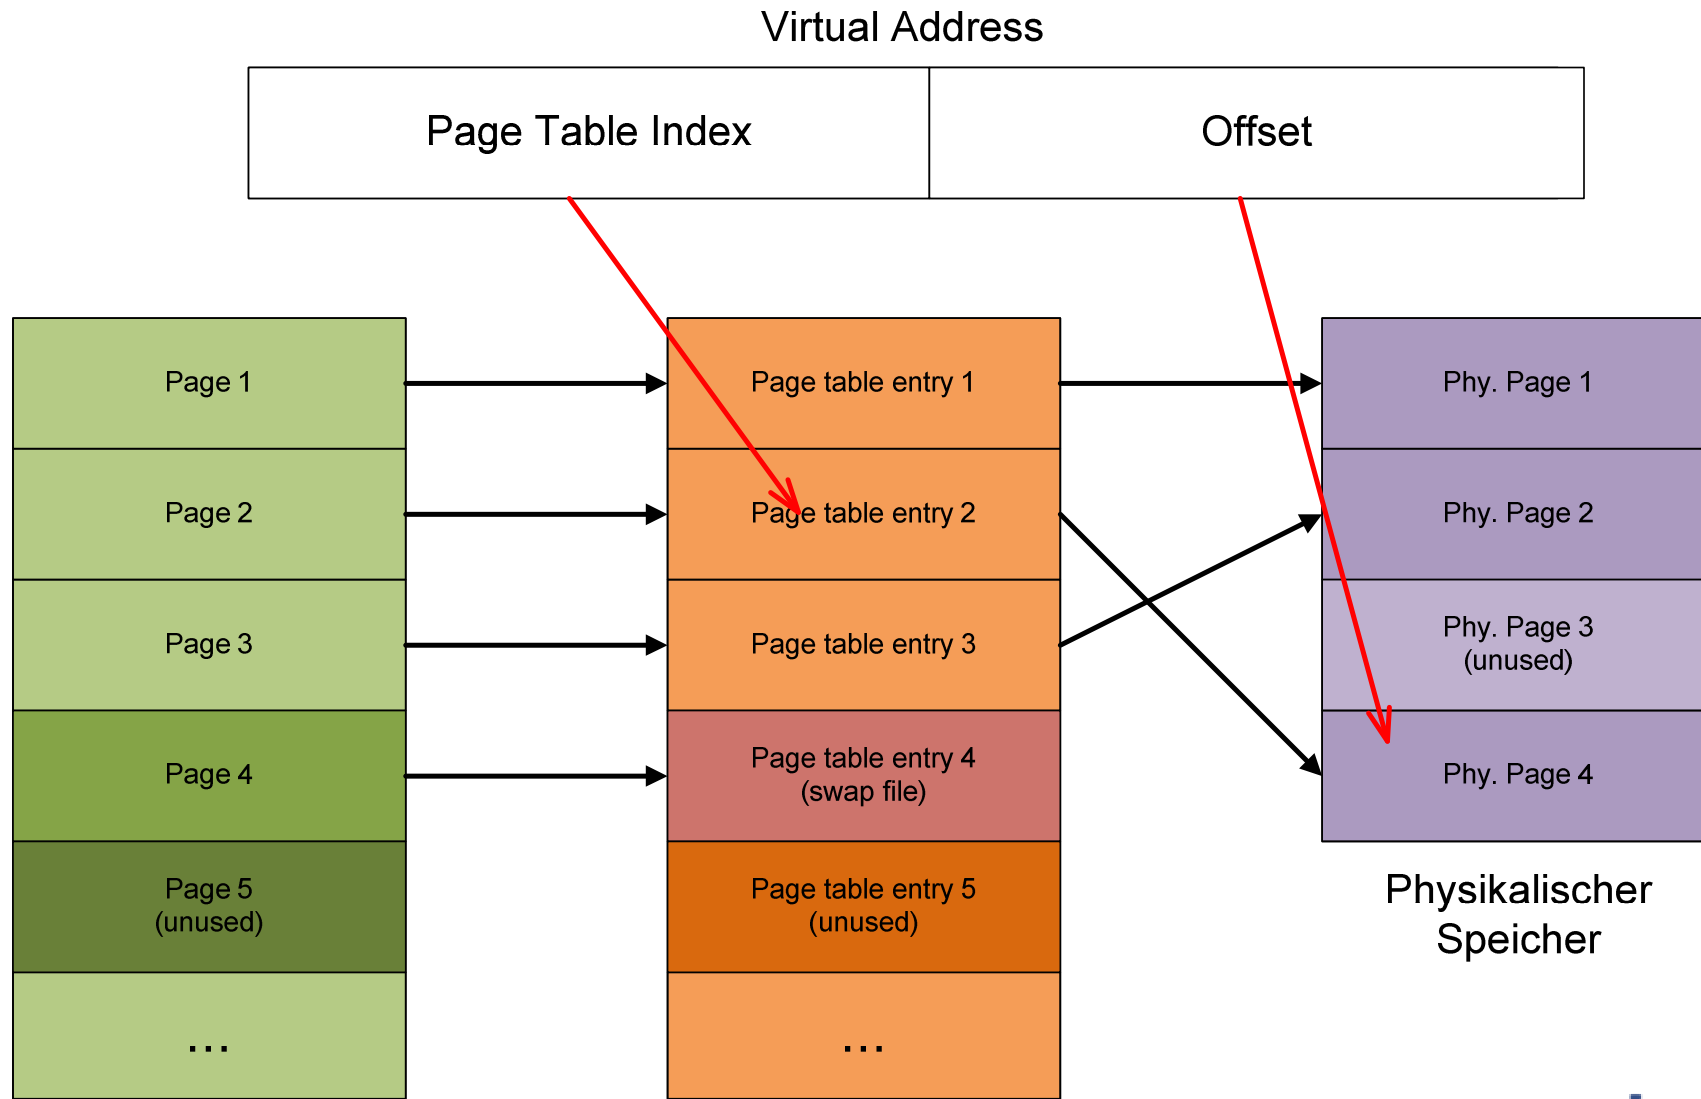 Virtual Address
Page Table Index
Offset
Page 1
Page table entry 1
Phy. Page 1
Page 2
Page table entry 2
Phy. Page 2
Page 3
Page table entry 3
Phy. Page 3
(unused)
Page 4
Page table entry 4
(swap file)
Phy. Page 4
Page 5
(unused)
Page table entry 5
(unused)
Physikalischer
Speicher
...
...